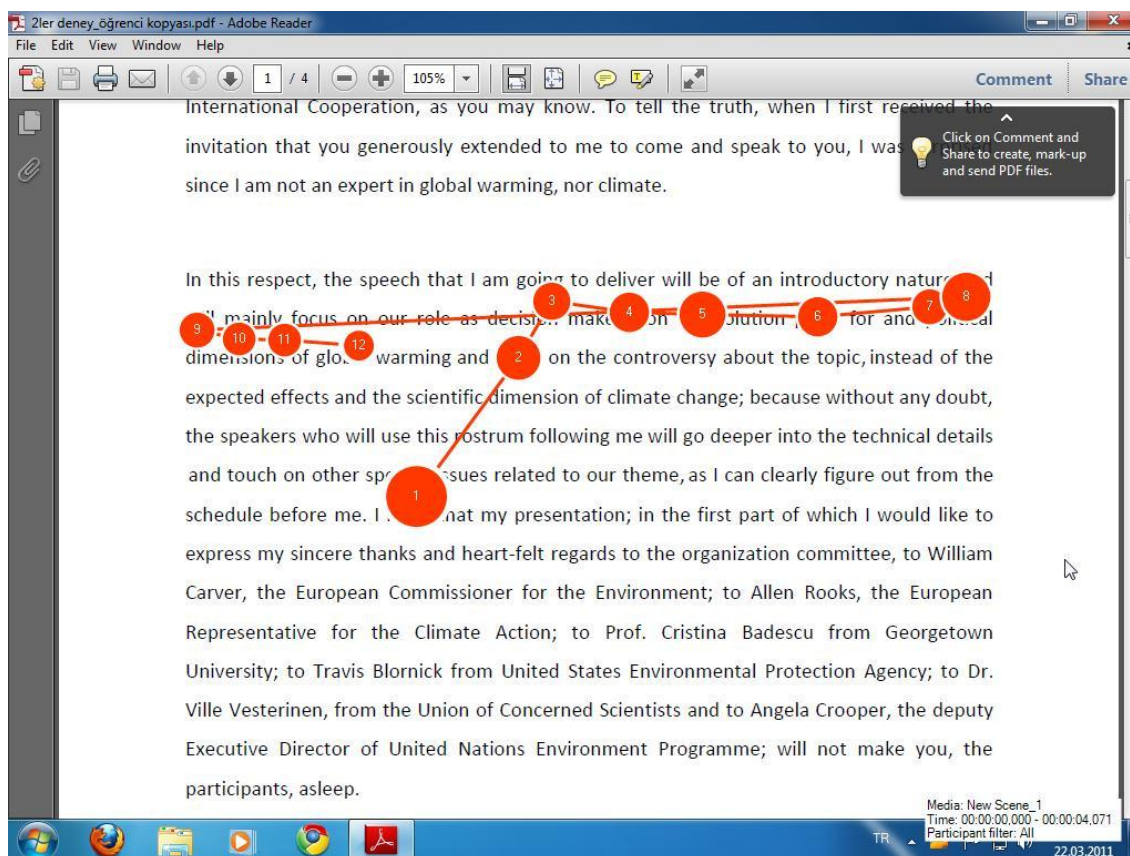 2ler deney_öğrenci kopyası.pdf - Adobe Reader
File Edit View Window Help
1 / 4 105% Comment Share
International Cooperation, as you may know. To tell the truth, when I first received the
invitation that you generously extended to me to come and speak to you, I was
since I am not an expert in global warming, nor climate.
Click on Comment and
Share to create, mark-up
and send PDF files.
In this respect, the speech that I am going to deliver will be of an introductory
mainly focus on our role as on for and
dimensions of warming and on the controversy about the topic, instead of the
expected effects and the scientific dimension of climate change; because without any doubt,
the speakers who will use this rostrum following me will go deeper into the technical details
and touch on other related to our theme, as I can clearly figure out from the
schedule before me. I my presentation; in the first part of which I would like to
express my sincere thanks and heart-felt regards to the organization committee, to William
Carver, the European Commissioner for the Environment; to Allen Rooks, the European
Representative for the Climate Action; to Prof. Cristina Badescu from Georgetown
University; to Travis Blornick from United States Environmental Protection Agency; to Dr.
Ville Vesterinen, from the Union of Concerned Scientists and to Angela Crooper, the deputy
Executive Director of United Nations Environment Programme; will not make you, the
participants, asleep.
1
2
3
4
5
6
7
8
9
10
11
12
Media: New Scene_1
Time: 00:00:00,000 - 00:00:04,071
Participant filter: All
TR
22.03.2011